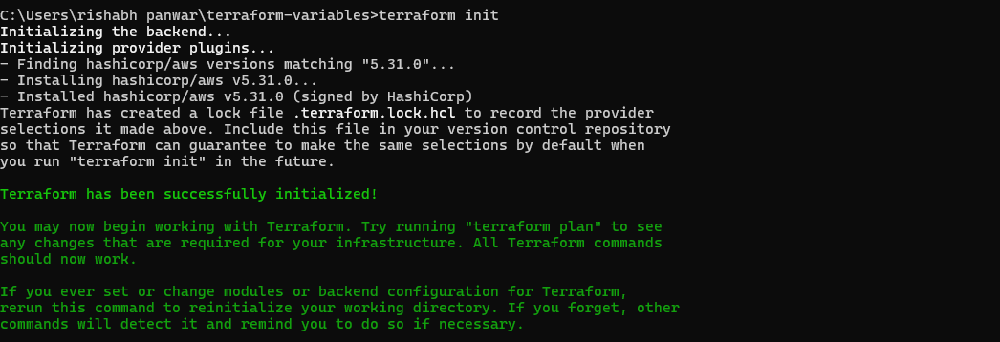 C:\Users\rishabh panwar\terraform-variables>terraform init
Initializing the backend...
Initializing provider plugins...
- Finding hashicorp/aws versions matching "5.31.0"...
- Installing hashicorp/aws v5.31.0...
- Installed hashicorp/aws v5.31.0 (signed by HashiCorp)
Terraform has created a lock file .terraform.lock.hcl to record the provider
selections it made above. Include this file in your version control repository
so that Terraform can guarantee to make the same selections by default when
you run "terraform init" in the future.
Terraform has been successfully initialized!
You may now begin working with Terraform. Try running "terraform plan" to see
any changes that are required for your infrastructure. All Terraform commands
should now work.
If you ever set or change modules or backend configuration for Terraform,
rerun this command to reinitialize your working directory. If you forget, other
commands will detect it and remind you to do so if necessary.